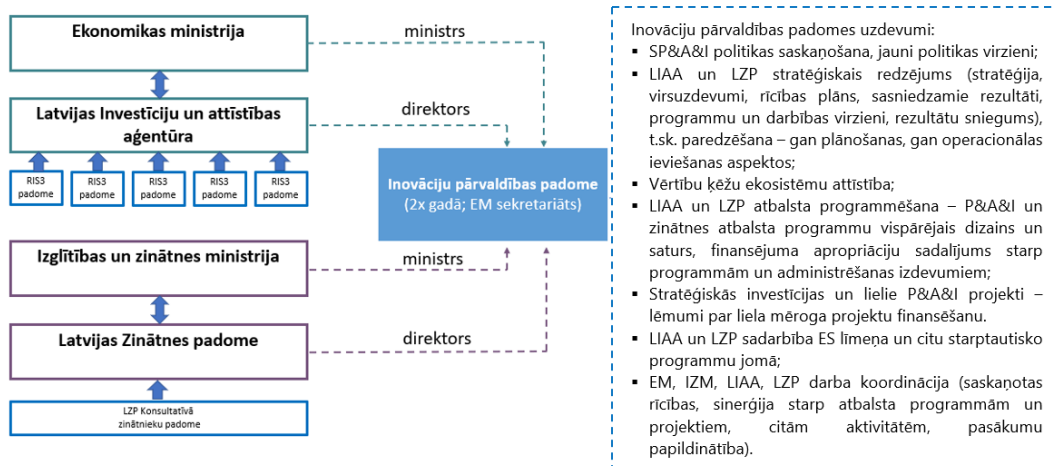 Ekonomikas ministrija
ministrs
Latvijas Investīciju un attīstības
aģentūra
direktors
RIS3
padome
RIS3
padome
RIS3
padome
RIS3
padome
RIS3
padome
Inovāciju pārvaldības padome
(2x gadā; EM sekretariāts)
Izglītības un zinātnes ministrija
ministrs
Latvijas Zinātnes padome
direktors
LZP Konsultatīvā
zinātnieku padome
Inovāciju pārvaldības padomes uzdevumi:
▪ SP&A&I politikas saskaņošana, jauni politikas virzieni;
▪ LIAA un LZP stratēģiskais redzējums (stratēģija,
virsuzdevumi, rīcības plāns, sasniedzamie rezultāti,
programmu un darbības virzieni, rezultātu sniegums),
t.sk. paredzēšana – gan plānošanas, gan operacionālas
ieviešanas aspektos;
▪ Vērtību ķēžu ekosistēmu attīstība;
▪ LIAA un LZP atbalsta programmēšana – P&A&I un
zinātnes atbalsta programmu vispārējais dizains un
saturs, finansējuma apropriāciju sadalījums starp
programmām un administrēšanas izdevumiem;
▪ Stratēģiskās investīcijas un lielie P&A&I projekti –
lēmumi par liela mēroga projektu finansēšanu.
▪ LIAA un LZP sadarbība ES līmeņa un citu starptautisko
programmu jomā;
▪ EM, IZM, LIAA, LZP darba koordinācija (saskaņotas
rīcības, sinerģija starp atbalsta programmām un
projektiem, citām aktivitātēm, pasākumu
papildinātība).